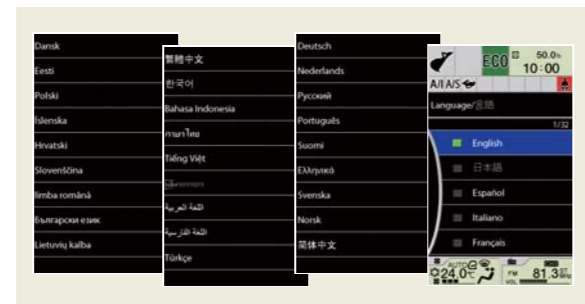 Dansk
Eesti
Polski
Íslenska
Hrvatski
Slovenščina
limba română
Български език
Lietuvių kalba
繁體中文
한국어
Bahasa Indonesia
ภาษาไทย
Tiếng Việt
اللغة العربية
اللغة الفارسية
Türkçe
Deutsch
Nederlands
Русский
Português
Suomi
Ελληνικά
Svenska
Norsk
简体中文
ECO 50.0h
10:00
A/I A/S
Language/言語
1/32
English
日本語
Español
Italiano
Français
AUTO
24.0℃ FM 81.3
VOL